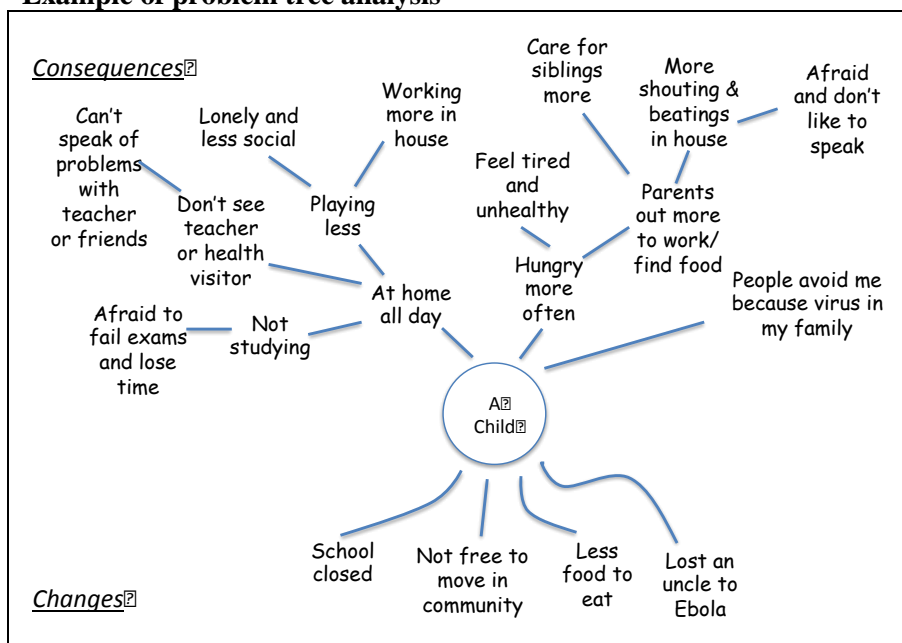 Example of problem tree analysis
Consequences
Can't
speak of
problems
with
teacher
or friends
Lonely and
less social
Working
more in
house
Care for
siblings
more
More
shouting &
beatings
in house
Afraid
and don't
like to
speak
Don't see
teacher
or health
visitor
Playing
less
Feel tired
and
unhealthy
Parents
out more
to work/
find food
Afraid to
fail exams
and lose
time
Not
studying
At home
all day
Hungry
more
often
People avoid me
because virus in
my family
A
Child
School
closed
Not free to
move in
community
Less
food to
eat
Lost an
uncle to
Ebola
Changes